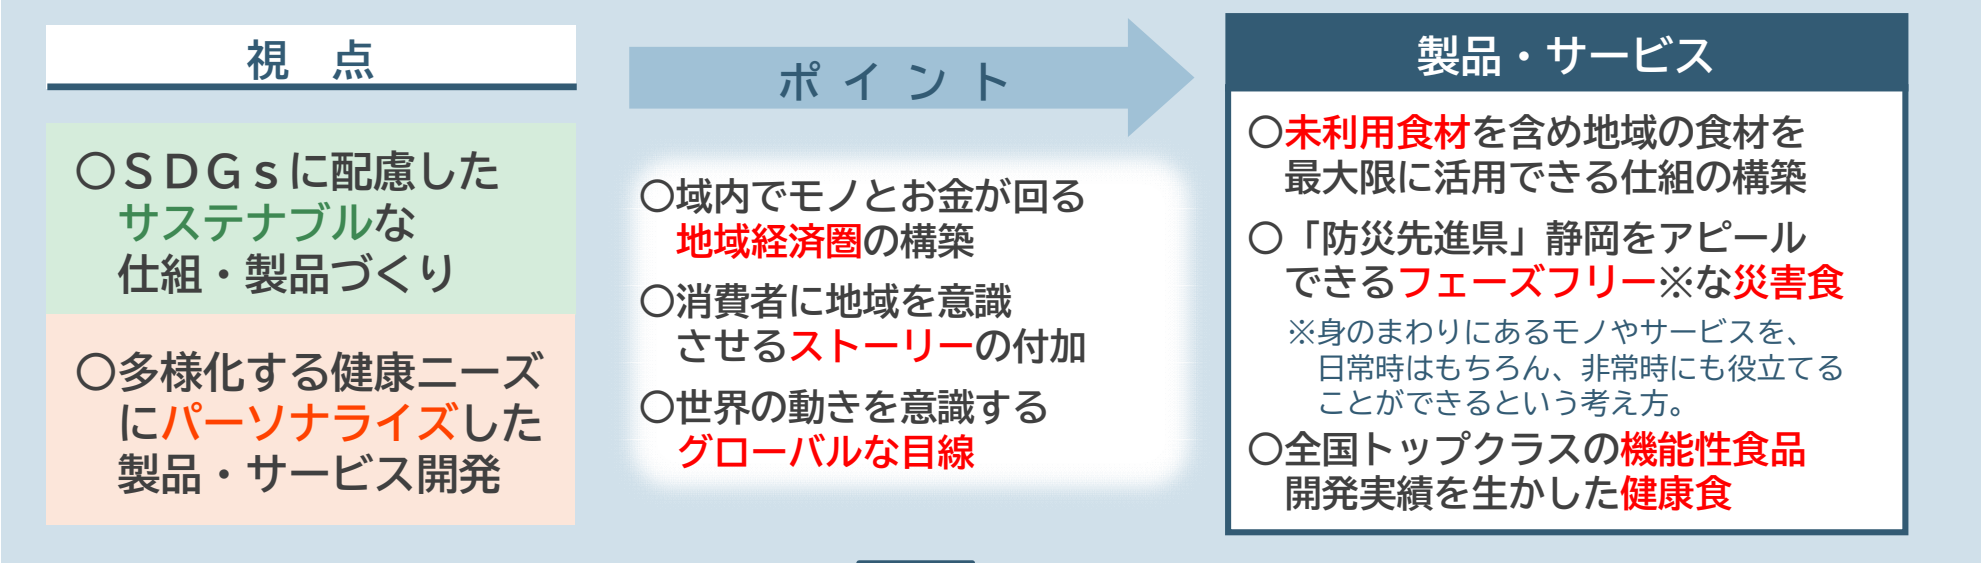 視　点
〇ＳＤＧｓに配慮した
サステナブルな
仕組・製品づくり
〇多様化する健康ニーズ
にパーソナライズした
製品・サービス開発
ポ イ ン ト
〇域内でモノとお金が回る
地域経済圏の構築
〇消費者に地域を意識
させるストーリーの付加
〇世界の動きを意識する
グローバルな目線
製品・サービス
〇未利用食材を含め地域の食材を
最大限に活用できる仕組の構築
〇「防災先進県」静岡をアピール
できるフェーズフリー※な災害食
※身のまわりにあるモノやサービスを、
日常時はもちろん、非常時にも役立てる
ことができるという考え方。
〇全国トップクラスの機能性食品
開発実績を生かした健康食